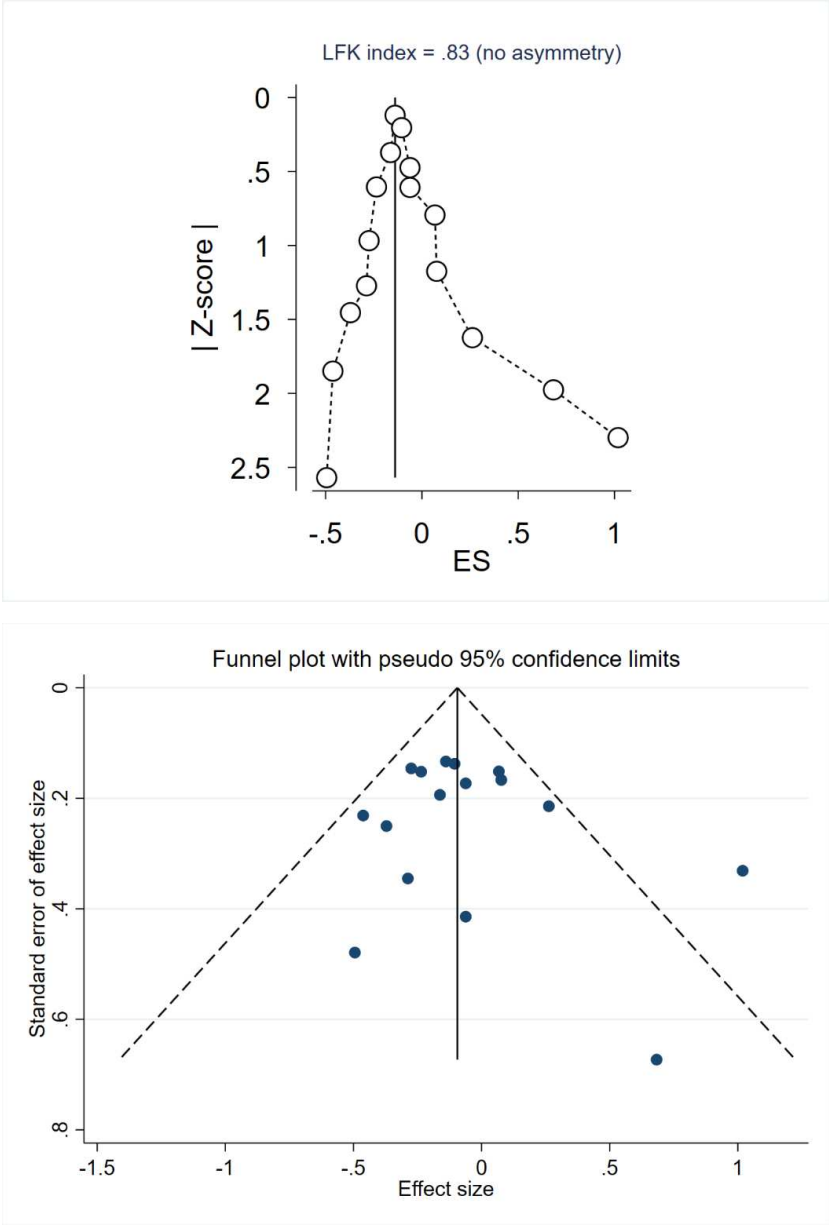 LFK index = .83 (no asymmetry)
0
.5
1
1.5
2
2.5
| Z-score |
-.5 0 .5 1
ES
Funnel plot with pseudo 95% confidence limits
0
.2
.4
.6
.8
Standard error of effect size
-1.5 -1 -.5 0 .5 1
Effect size